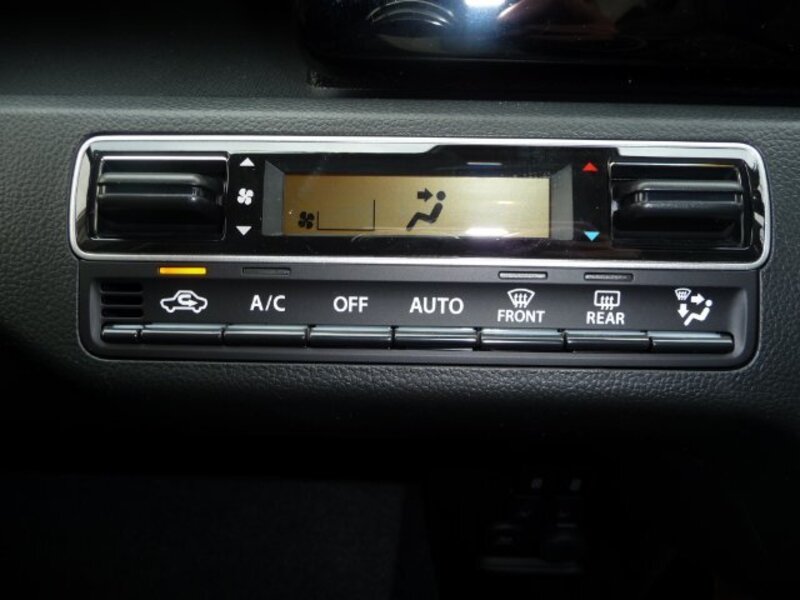 A/C OFF AUTO FRONT REAR